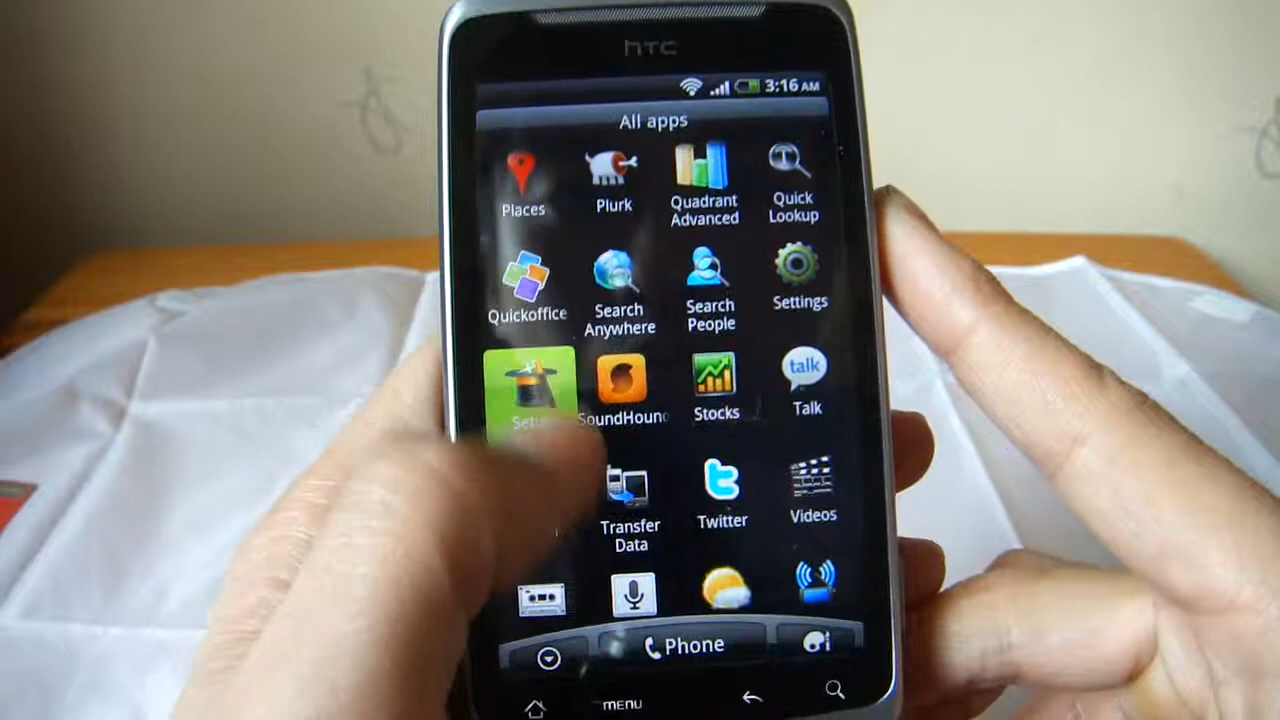 hTC
3:16 AM
All apps
Places
Plurk
Quadrant
Advanced
Quick
Lookup
Quickoffice
Search
Anywhere
Search
People
Settings
SoundHound
Stocks
talk
Talk
Transfer
Data
Twitter
Videos
Phone
MENU